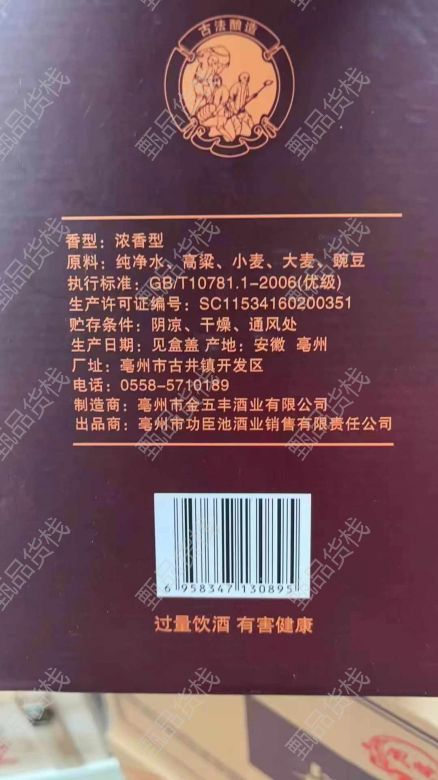 古法酿造
香型：浓香型
原料：纯净水、高粱、小麦、大麦、豌豆
执行标准：GB/T10781.1-2006(优级)
生产许可证编号：SC11534160200351
贮存条件：阴凉、干燥、通风处
生产日期：见盒盖 产地：安徽 亳州
厂址：亳州市古井镇开发区
电话：0558-5710189
制造商：亳州市金五丰酒业有限公司
出品商：亳州市功臣池酒业销售有限责任公司
6 958347 130895
过量饮酒 有害健康
甄品货栈